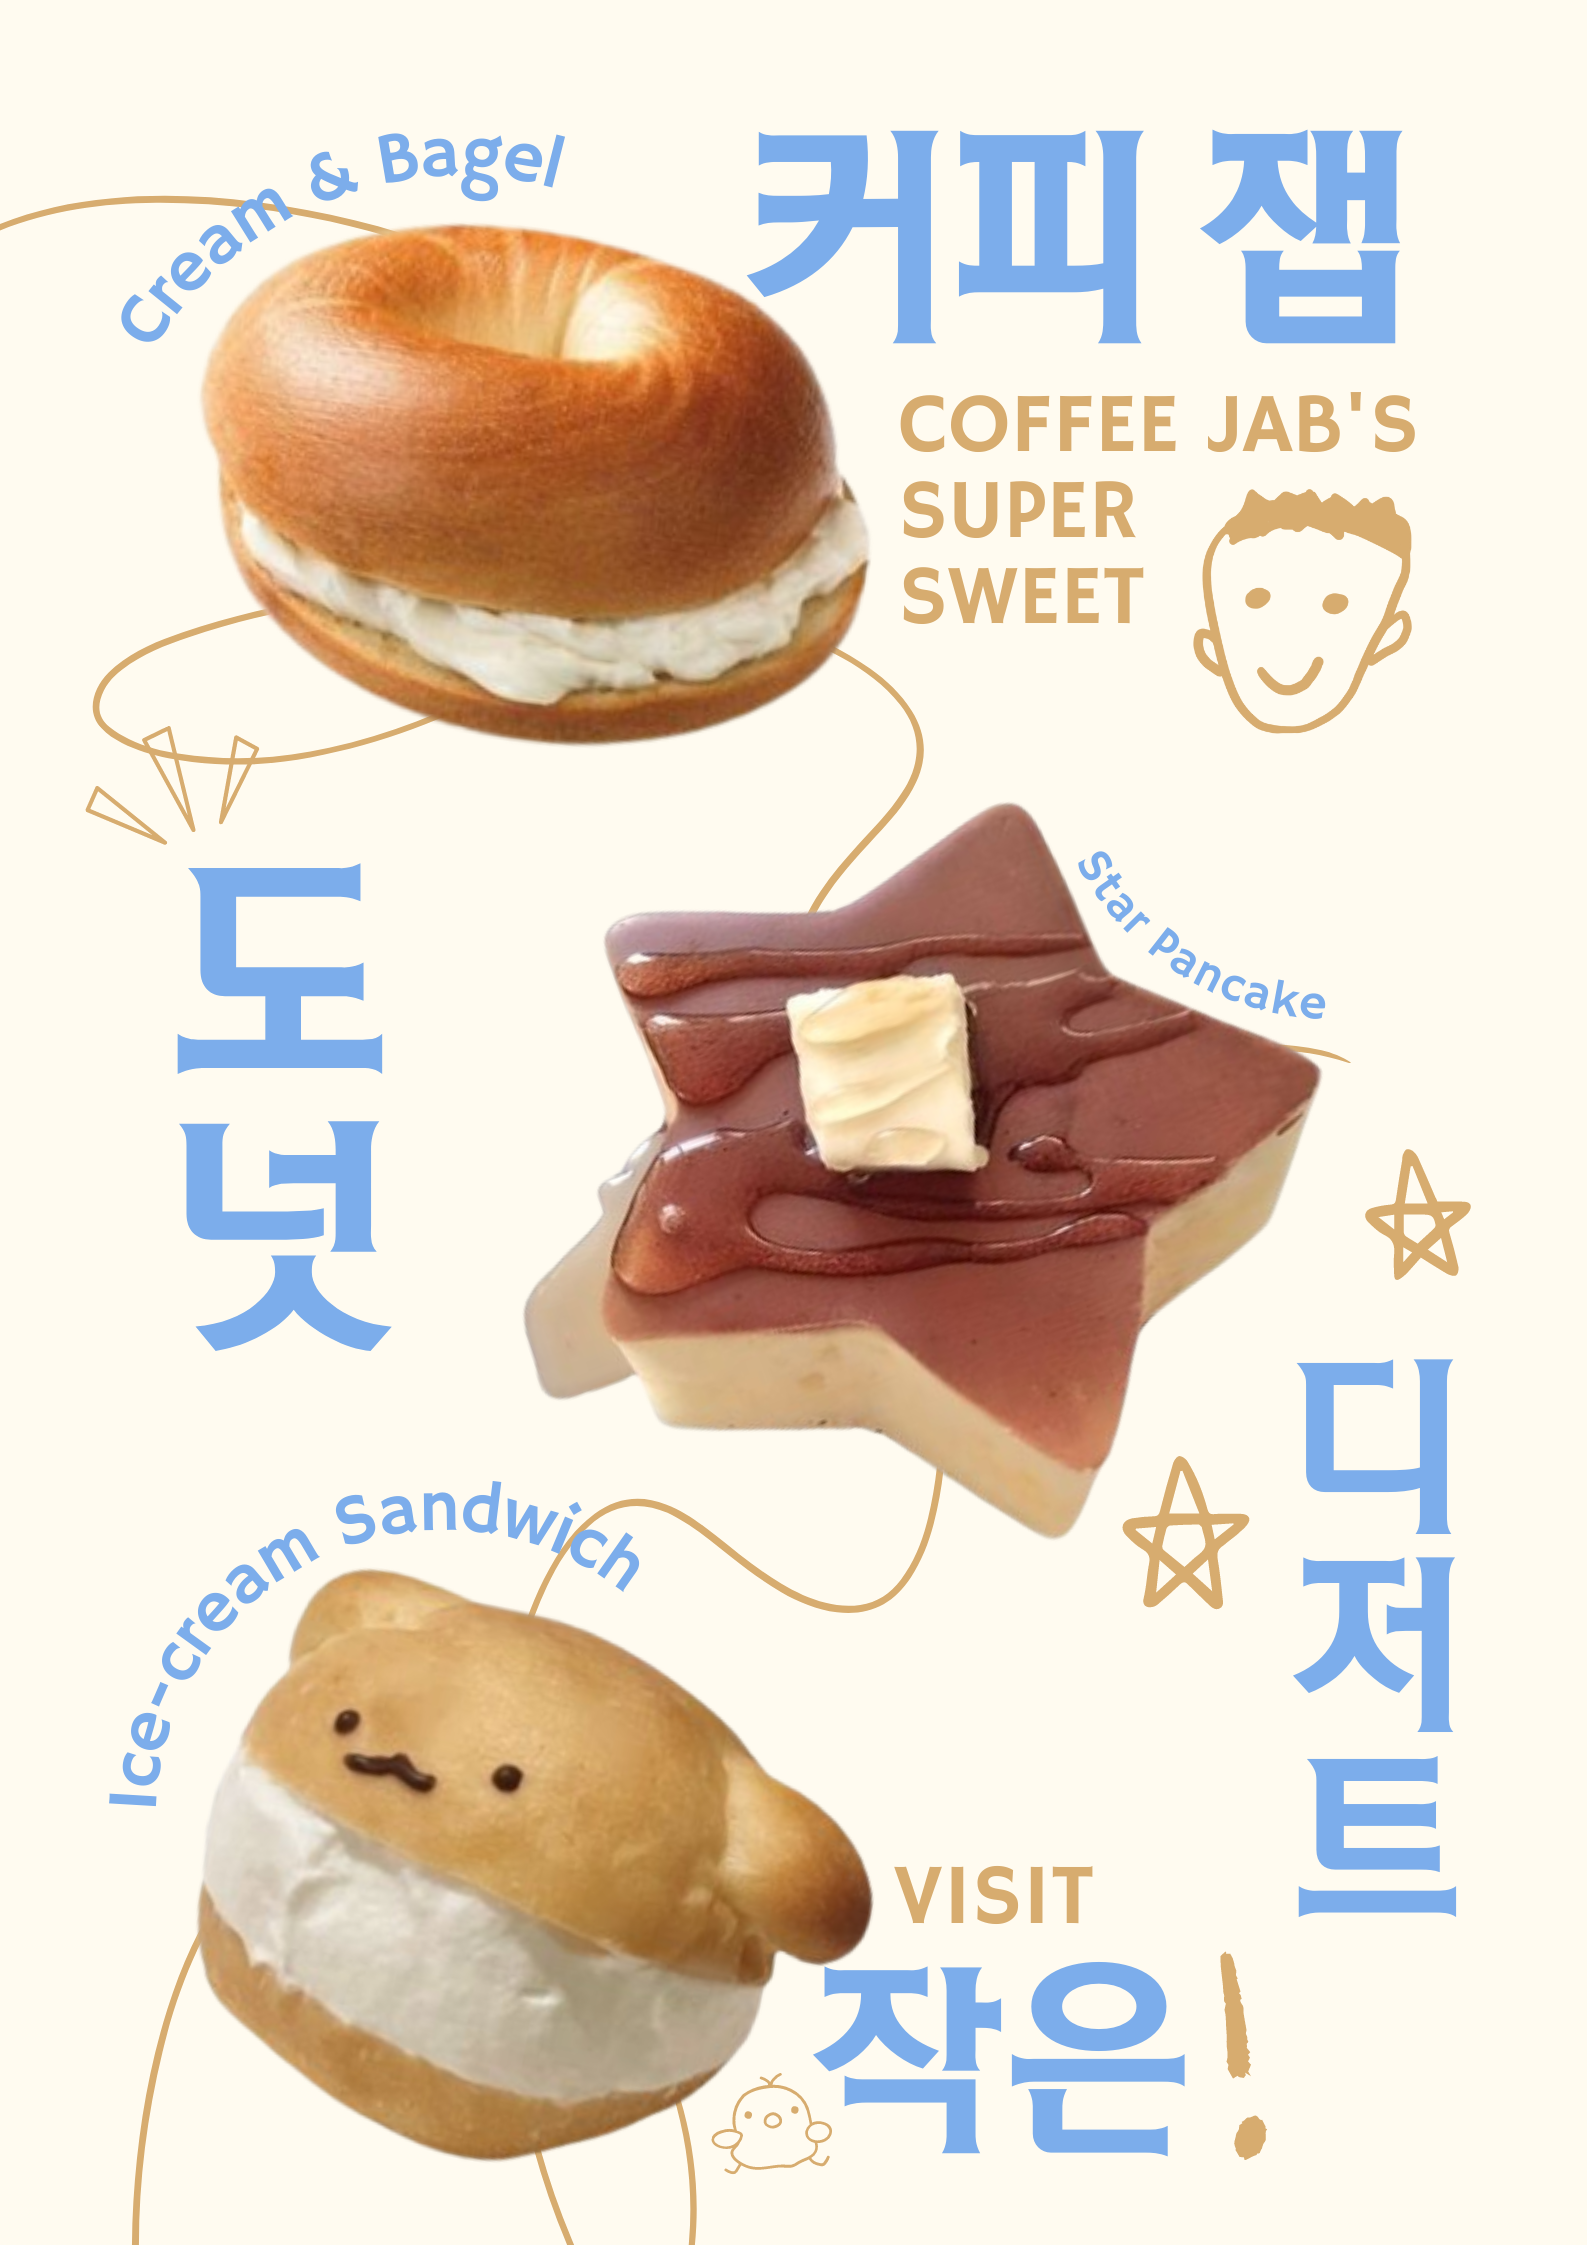 Cream & Bagel
커피 잽
COFFEE JAB'S
SUPER
SWEET
도
넛
Star Pancake
디
저
트
Ice-cream Sandwich
VISIT
작은!